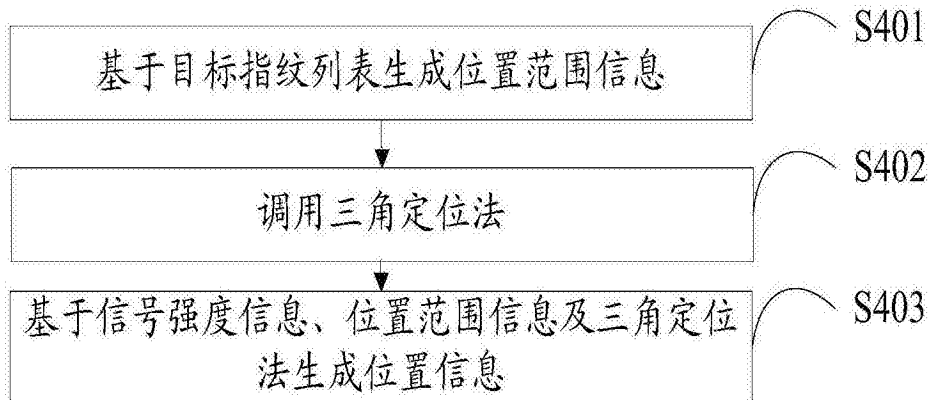 基于目标指纹列表生成位置范围信息
S401
调用三角定位法
S402
基于信号强度信息、位置范围信息及三角定位
法生成位置信息
S403